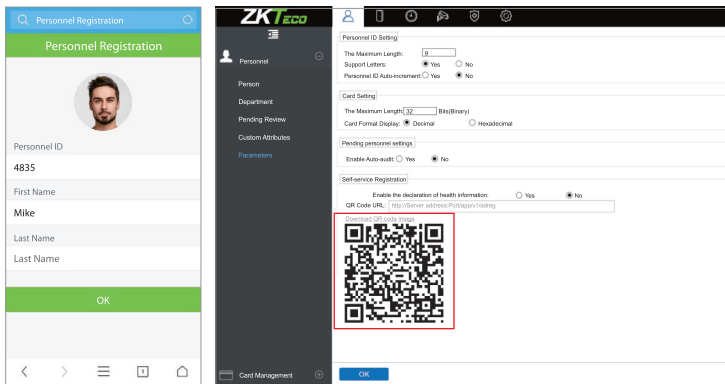 Personnel Registration
Personnel Registration
Personnel ID
4835
First Name
Mike
Last Name
Last Name
OK
1
ZKTeco
Personnel
Person
Department
Pending Review
Custom Attributes
Parameters
Card Management
Personnel ID Setting
The Maximum Length: 9
Support Letters: Yes No
Personnel ID Auto-increment: Yes No
Card Setting
The Maximum Length: 32 Bits(Binary)
Card Format Display: Decimal Hexadecimal
Pending personnel settings
Enable Auto-audit: Yes No
Self-service Registration
Enable the declaration of health information: Yes No
QR Code URL: http://Server address:Port/app/v1/adreg
Download QR code image
OK